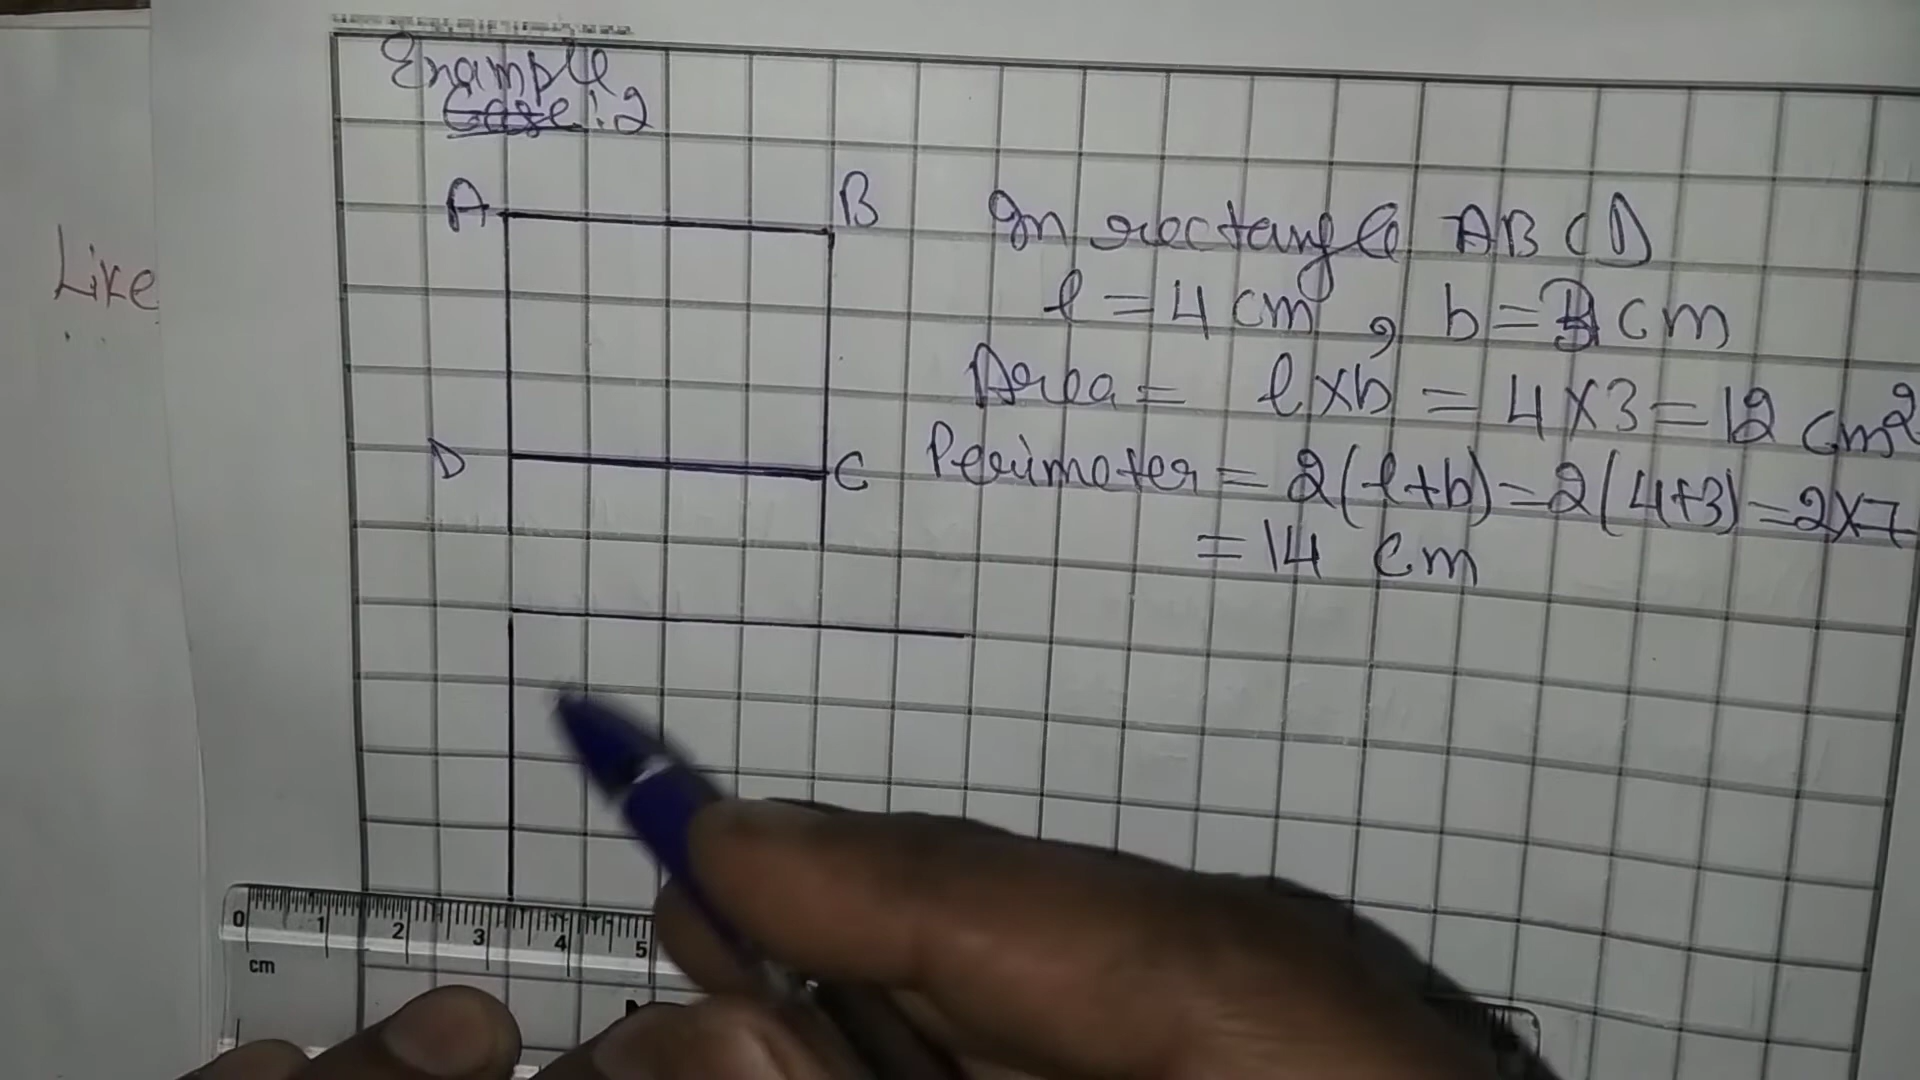 Example
Case : 2
Like
A
B
D
C
In rectangle ABCD
l = 4 cm , b = 3 cm
Area = l x b = 4 x 3 = 12 cm²
Perimeter = 2(l+b) = 2(4+3) = 2x7
= 14 cm
0 1 2 3 4 5
cm